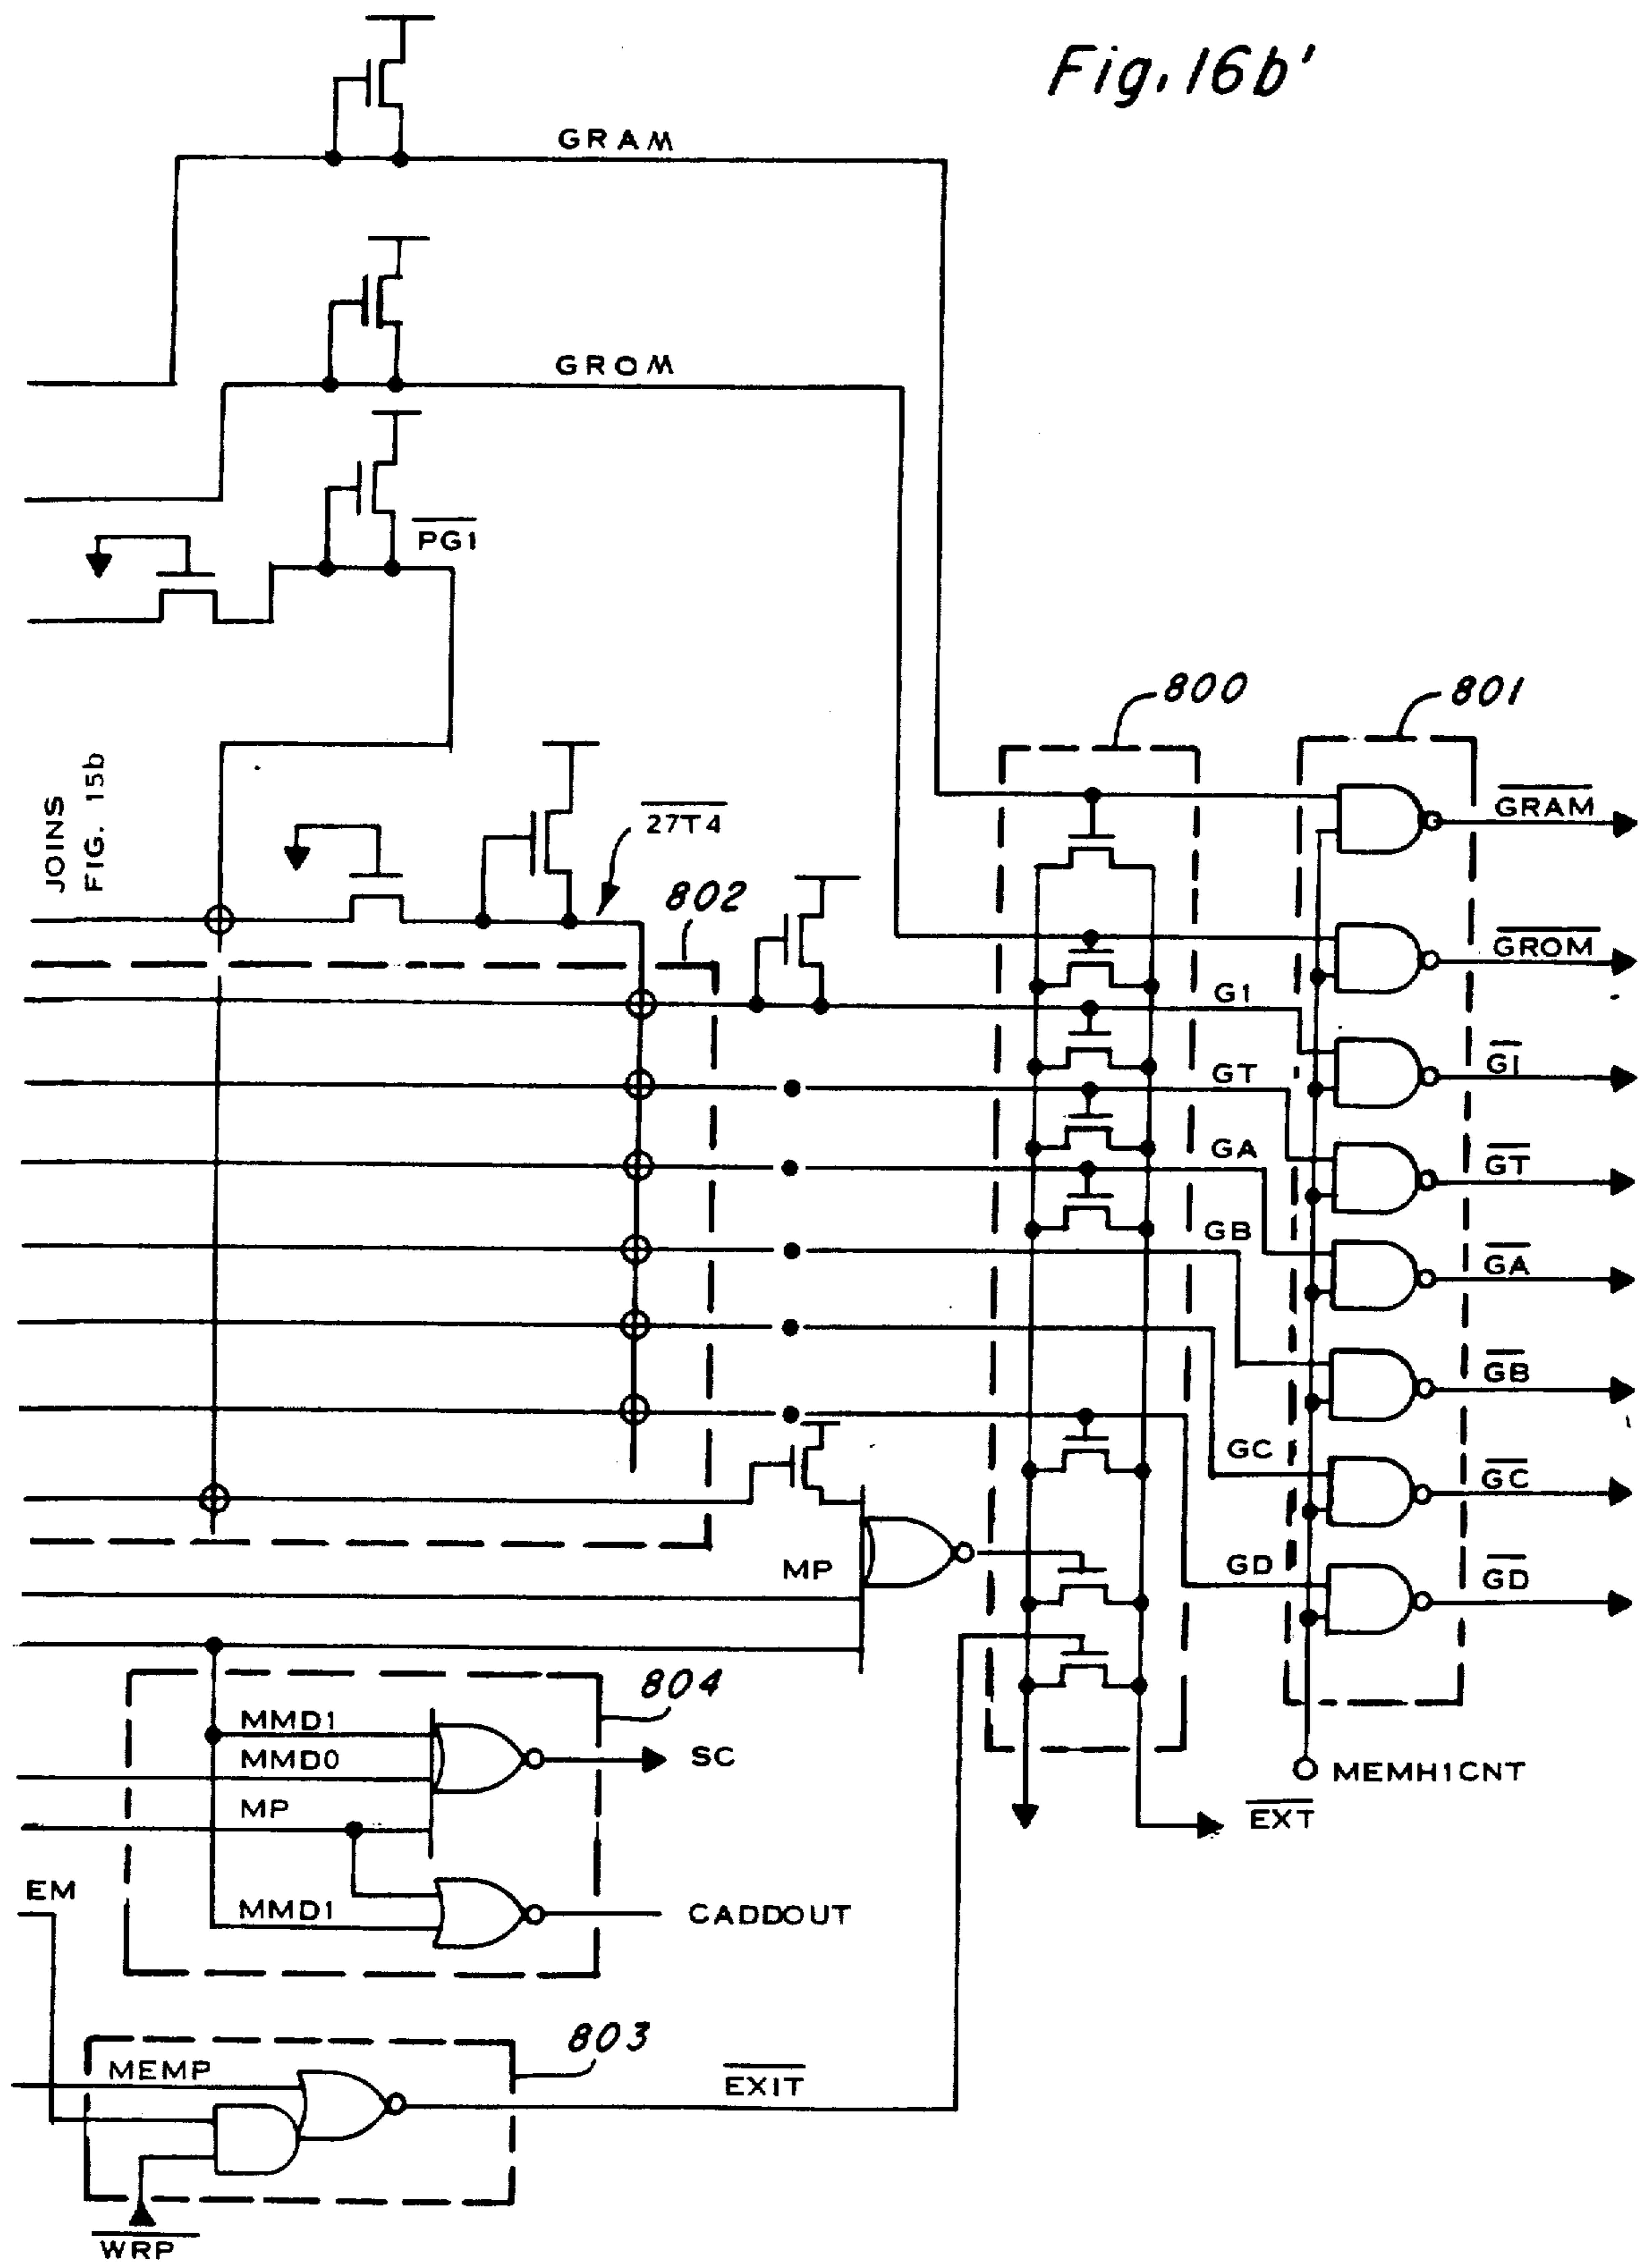 Fig. 16b'
GRAM
GROM
PG1
800
801
JOINS
FIG. 15b
27T4
802
GRAM
GROM
G1
G1
GT
GT
GA
GA
GB
GB
GC
GC
MP
GD
GD
804
MMD1
SC
MMD0
MEMH1CNT
MP
EXT
EM
MMD1
CADDOUT
803
MEMP
EXIT
WRP